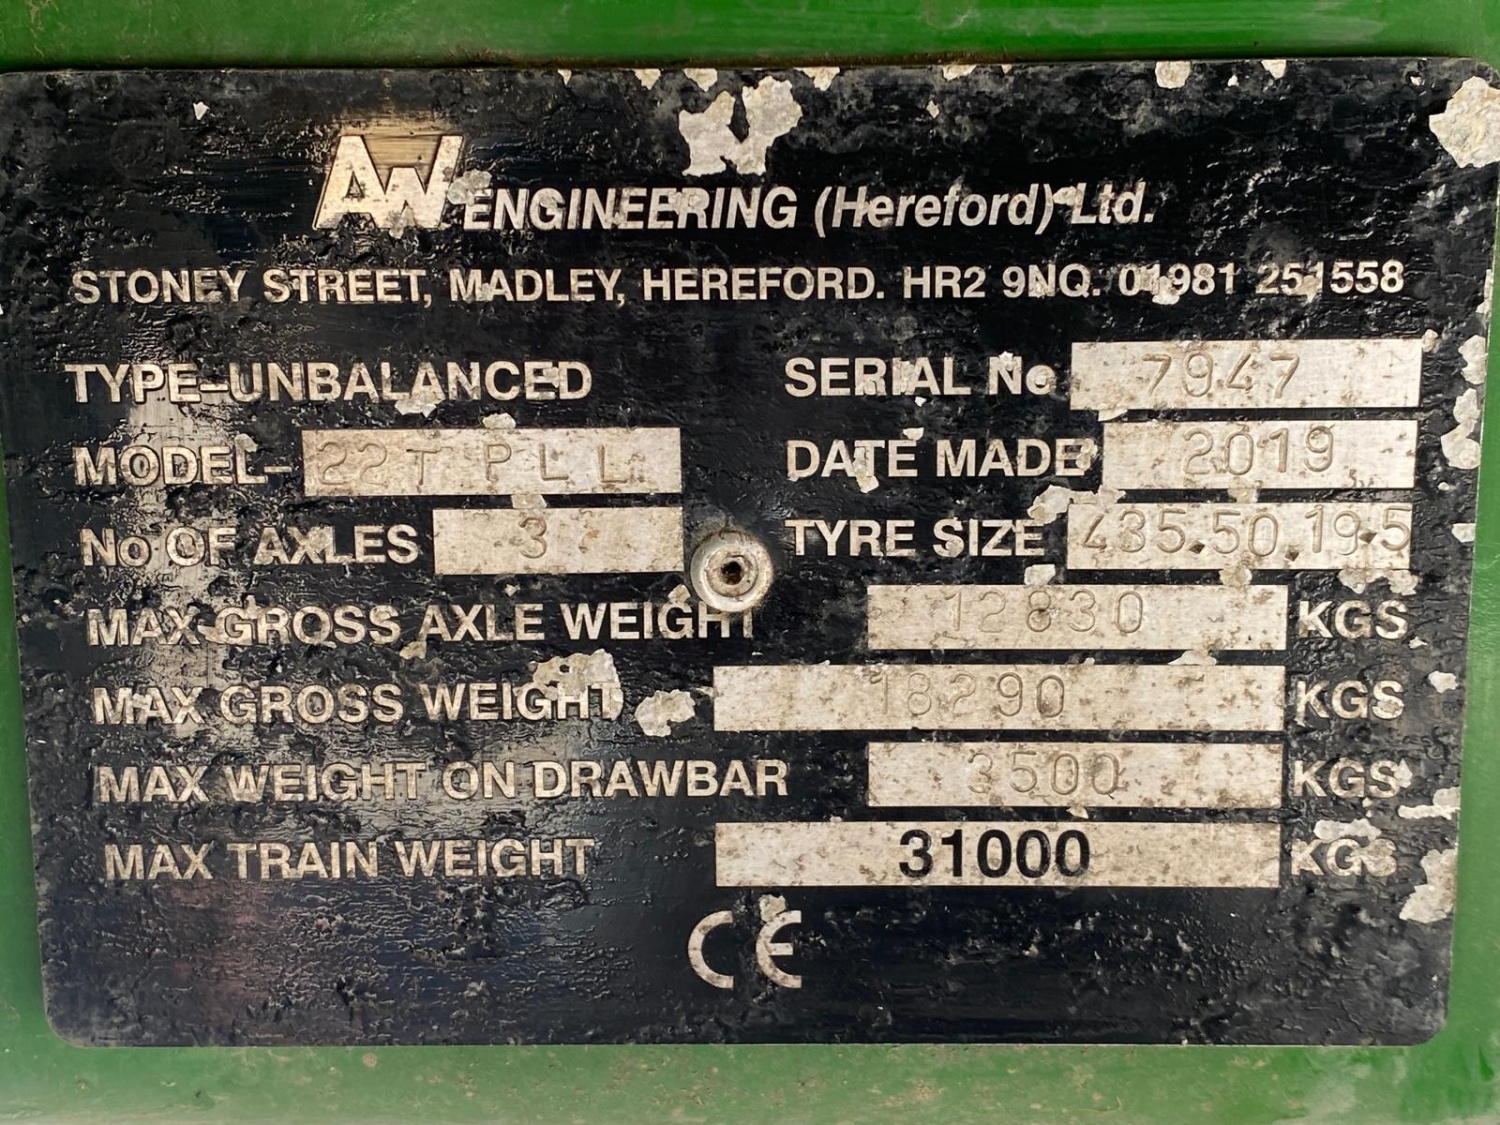 AW ENGINEERING (Hereford) Ltd.
STONEY STREET, MADLEY, HEREFORD. HR2 9NQ. 01981 251558
TYPE-UNBALANCED SERIAL No 7947
MODEL- 22T PLL DATE MADE 2019
No OF AXLES 3 TYRE SIZE 435.50.19.5
MAX GROSS AXLE WEIGHT 12830 KGS
MAX GROSS WEIGHT 18290 KGS
MAX WEIGHT ON DRAWBAR 3500 KGS
MAX TRAIN WEIGHT 31000 KGS
CE